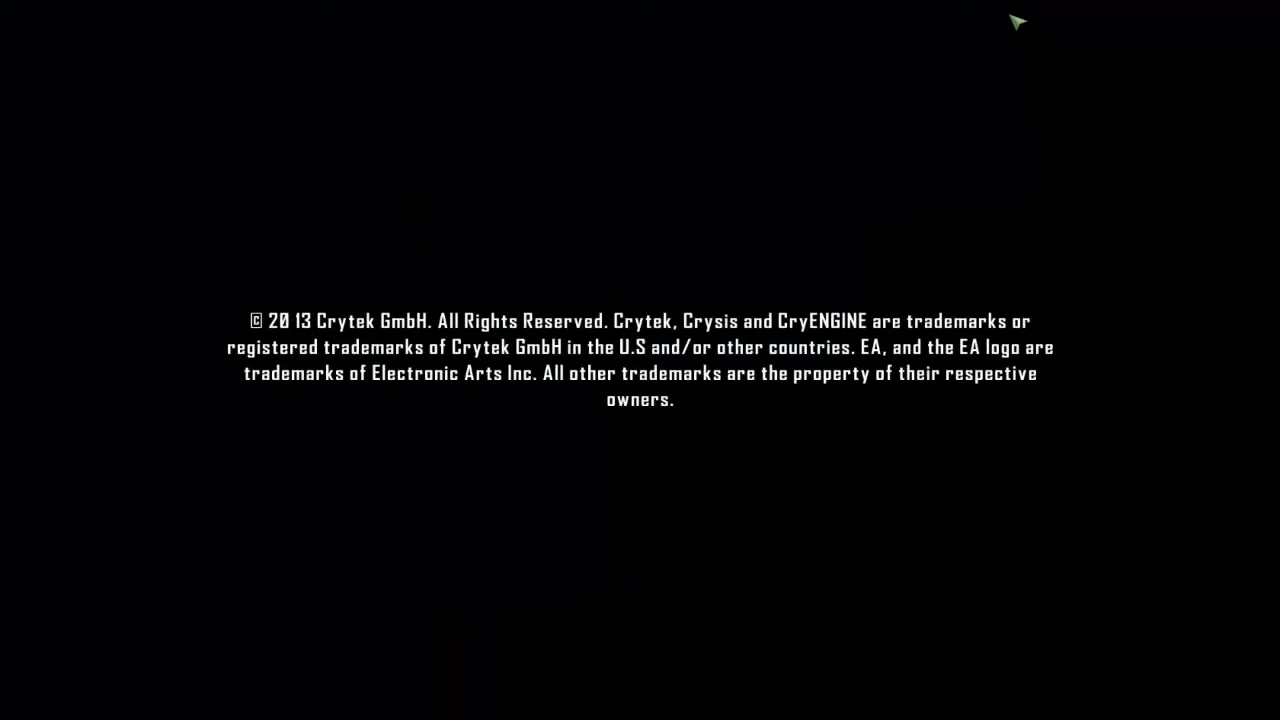 © 2013 Crytek GmbH. All Rights Reserved. Crytek, Crysis and CryENGINE are trademarks or
registered trademarks of Crytek GmbH in the U.S and/or other countries. EA, and the EA logo are
trademarks of Electronic Arts Inc. All other trademarks are the property of their respective
owners.